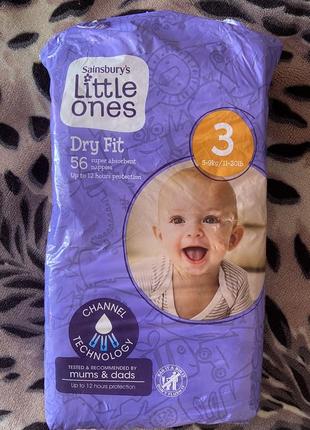 Sainsbury's
little
ones
Dry Fit
56 super absorbent
nappies
Up to 12 hours protection
3
5-9kg/11-20lb
CHANNEL
TECHNOLOGY
TESTED & RECOMMENDED BY
mums & dads
Up to 12 hours protection